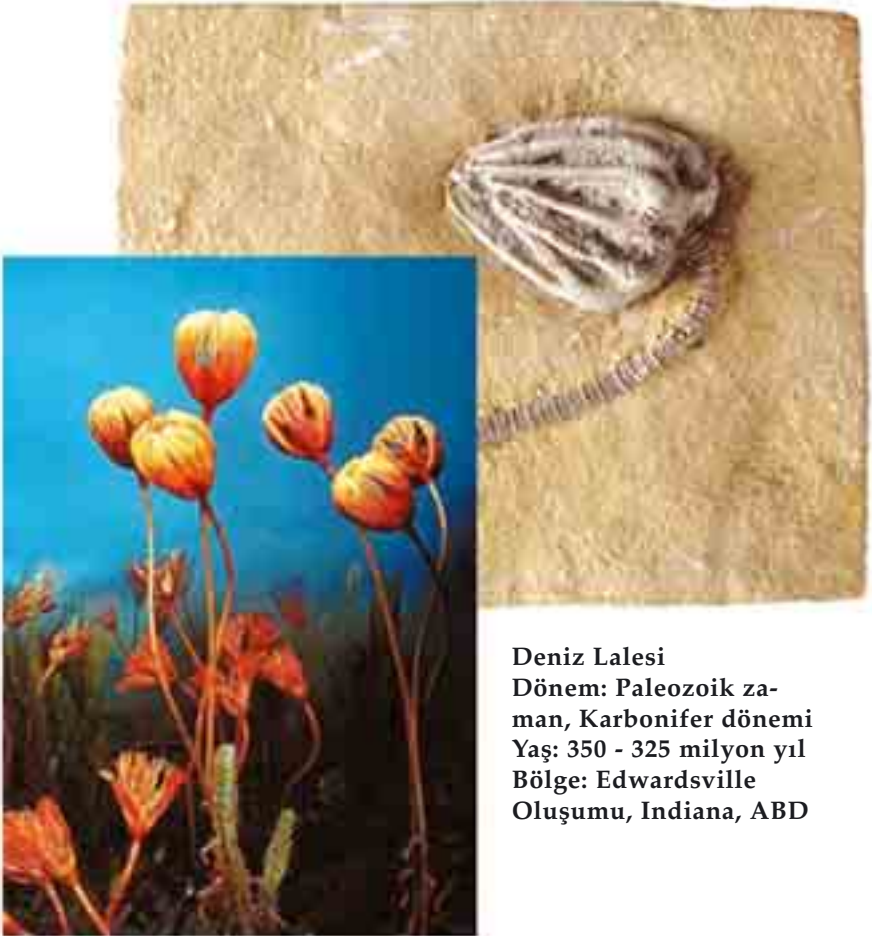 Deniz Lalesi
Dönem: Paleozoik za-
man, Karbonifer dönemi
Yaş: 350 - 325 milyon yıl
Bölge: Edwardsville
Oluşumu, Indiana, ABD